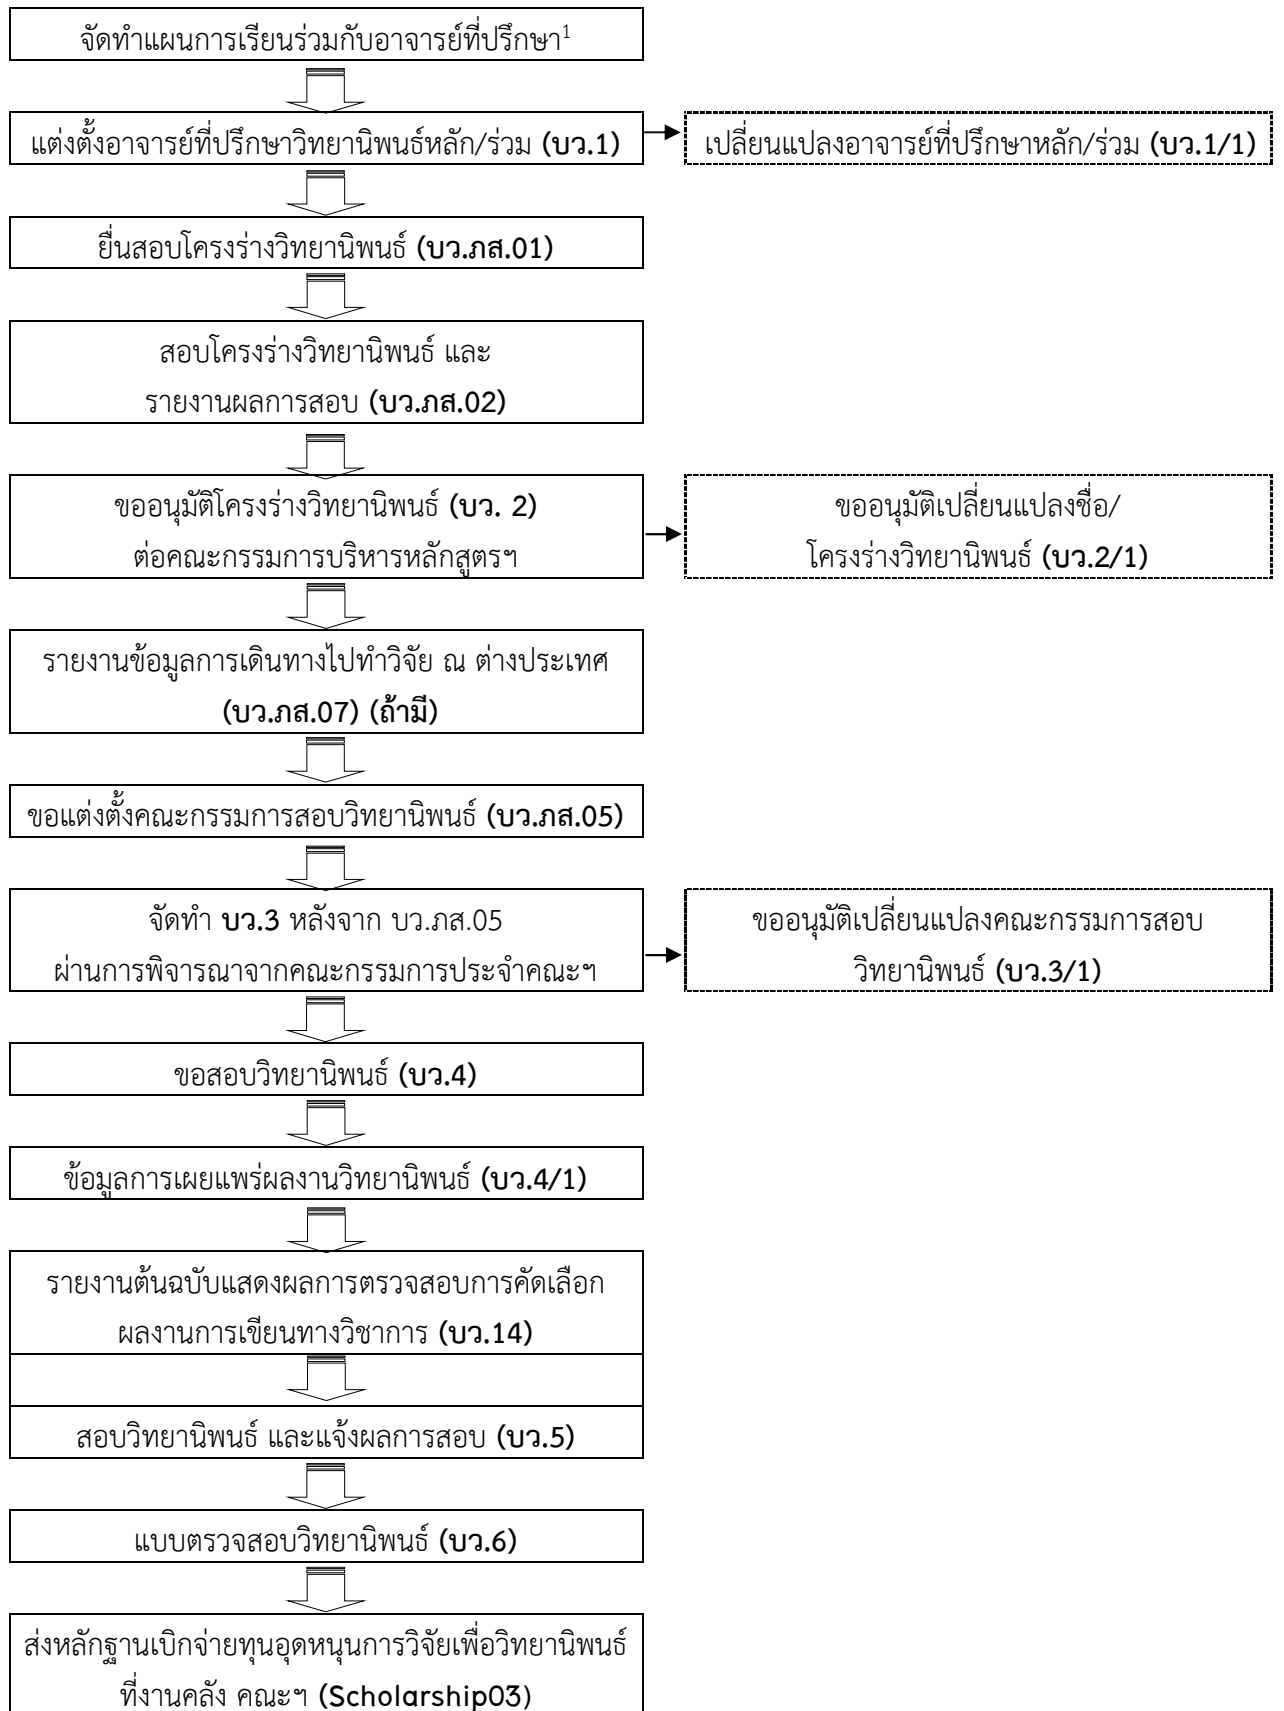 จัดทำแผนการเรียนร่วมกับอาจารย์ที่ปรึกษา¹
แต่งตั้งอาจารย์ที่ปรึกษาวิทยานิพนธ์หลัก/ร่วม (บว.1)
เปลี่ยนแปลงอาจารย์ที่ปรึกษาหลัก/ร่วม (บว.1/1)
ยื่นสอบโครงร่างวิทยานิพนธ์ (บว.ภส.01)
สอบโครงร่างวิทยานิพนธ์ และ
รายงานผลการสอบ (บว.ภส.02)
ขออนุมัติโครงร่างวิทยานิพนธ์ (บว. 2)
ต่อคณะกรรมการบริหารหลักสูตรฯ
ขออนุมัติเปลี่ยนแปลงชื่อ/
โครงร่างวิทยานิพนธ์ (บว.2/1)
รายงานข้อมูลการเดินทางไปทำวิจัย ณ ต่างประเทศ
(บว.ภส.07) (ถ้ามี)
ขอแต่งตั้งคณะกรรมการสอบวิทยานิพนธ์ (บว.ภส.05)
จัดทำ บว.3 หลังจาก บว.ภส.05
ผ่านการพิจารณาจากคณะกรรมการประจำคณะฯ
ขออนุมัติเปลี่ยนแปลงคณะกรรมการสอบ
วิทยานิพนธ์ (บว.3/1)
ขอสอบวิทยานิพนธ์ (บว.4)
ข้อมูลการเผยแพร่ผลงานวิทยานิพนธ์ (บว.4/1)
รายงานต้นฉบับแสดงผลการตรวจสอบการคัดเลือก
ผลงานการเขียนทางวิชาการ (บว.14)
สอบวิทยานิพนธ์ และแจ้งผลการสอบ (บว.5)
แบบตรวจสอบวิทยานิพนธ์ (บว.6)
ส่งหลักฐานเบิกจ่ายทุนอุดหนุนการวิจัยเพื่อวิทยานิพนธ์
ที่งานคลัง คณะฯ (Scholarship03)